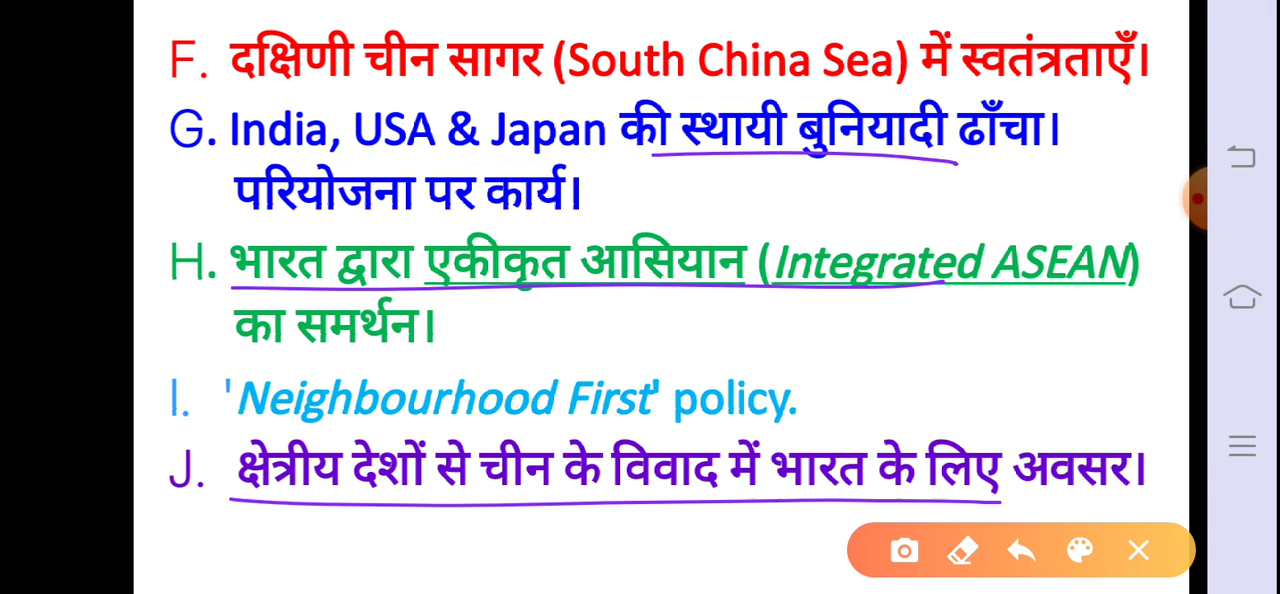 F. दक्षिणी चीन सागर (South China Sea) में स्वतंत्रताएँ।
G. India, USA & Japan की स्थायी बुनियादी ढाँचा।
परियोजना पर कार्य।
H. भारत द्वारा एकीकृत आसियान (Integrated ASEAN)
का समर्थन।
I. 'Neighbourhood First' policy.
J. क्षेत्रीय देशों से चीन के विवाद में भारत के लिए अवसर।